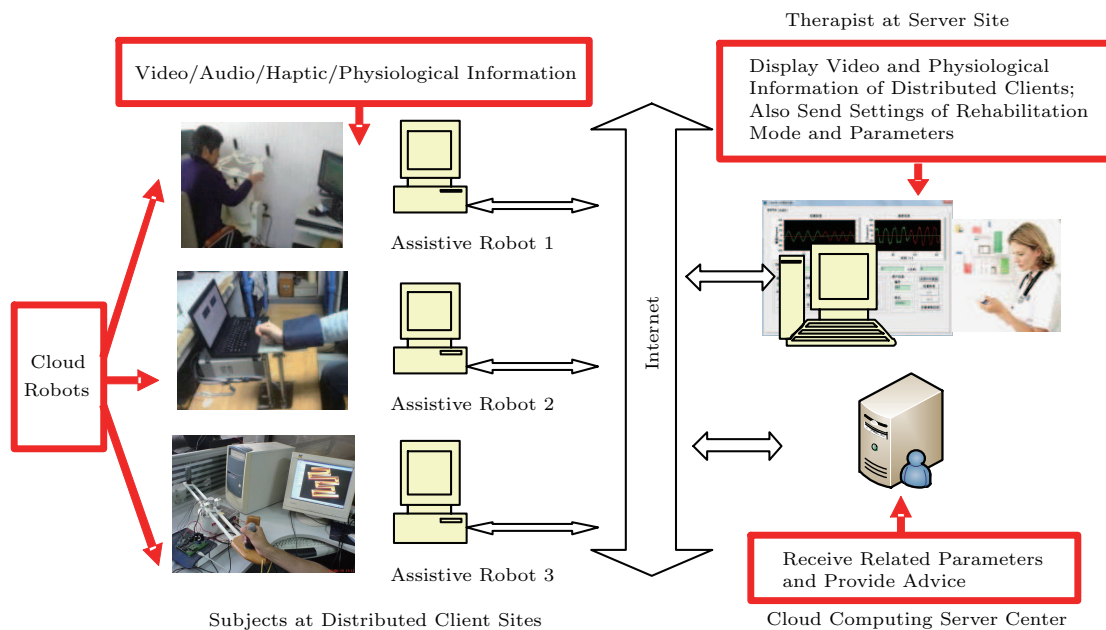 Therapist at Server Site
Video/Audio/Haptic/Physiological Information
Display Video and Physiological
Information of Distributed Clients;
Also Send Settings of Rehabilitation
Mode and Parameters
Assistive Robot 1
Cloud
Robots
Internet
Assistive Robot 2
Assistive Robot 3
Receive Related Parameters
and Provide Advice
Subjects at Distributed Client Sites
Cloud Computing Server Center